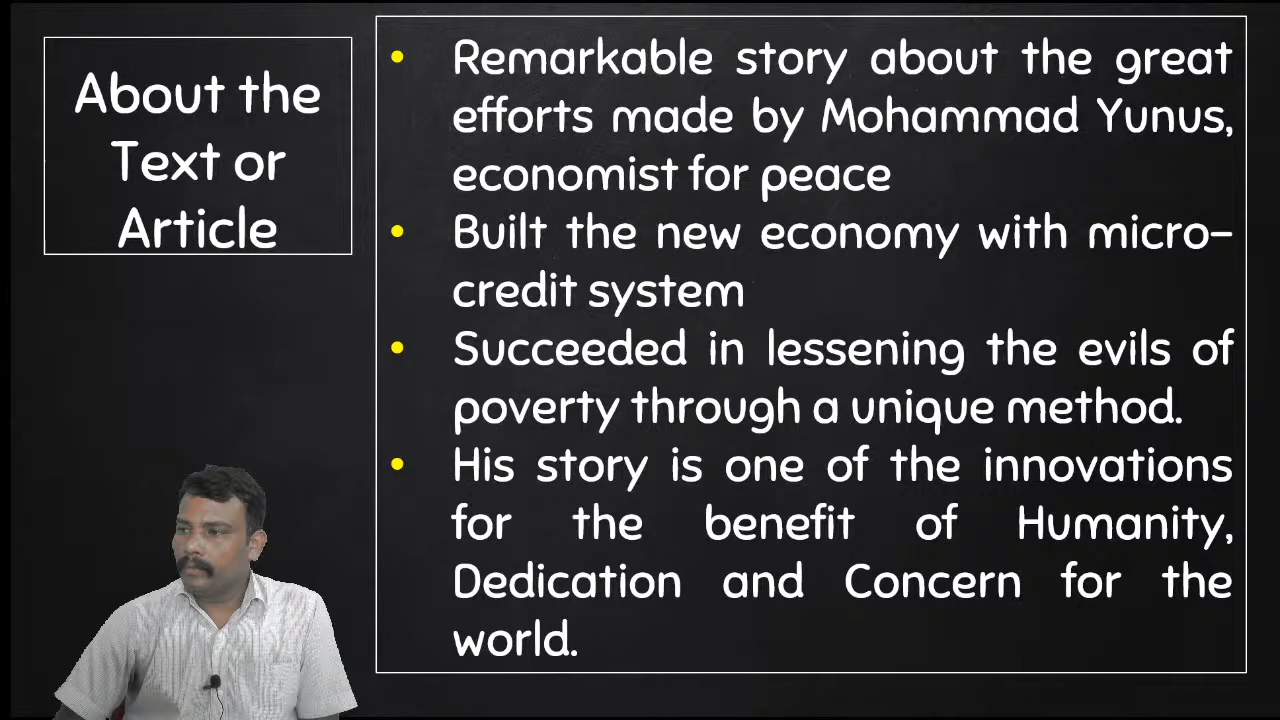 About the
Text or
Article
• Remarkable story about the great
efforts made by Mohammad Yunus,
economist for peace
• Built the new economy with micro-
credit system
• Succeeded in lessening the evils of
poverty through a unique method.
• His story is one of the innovations
for the benefit of Humanity,
Dedication and Concern for the
world.